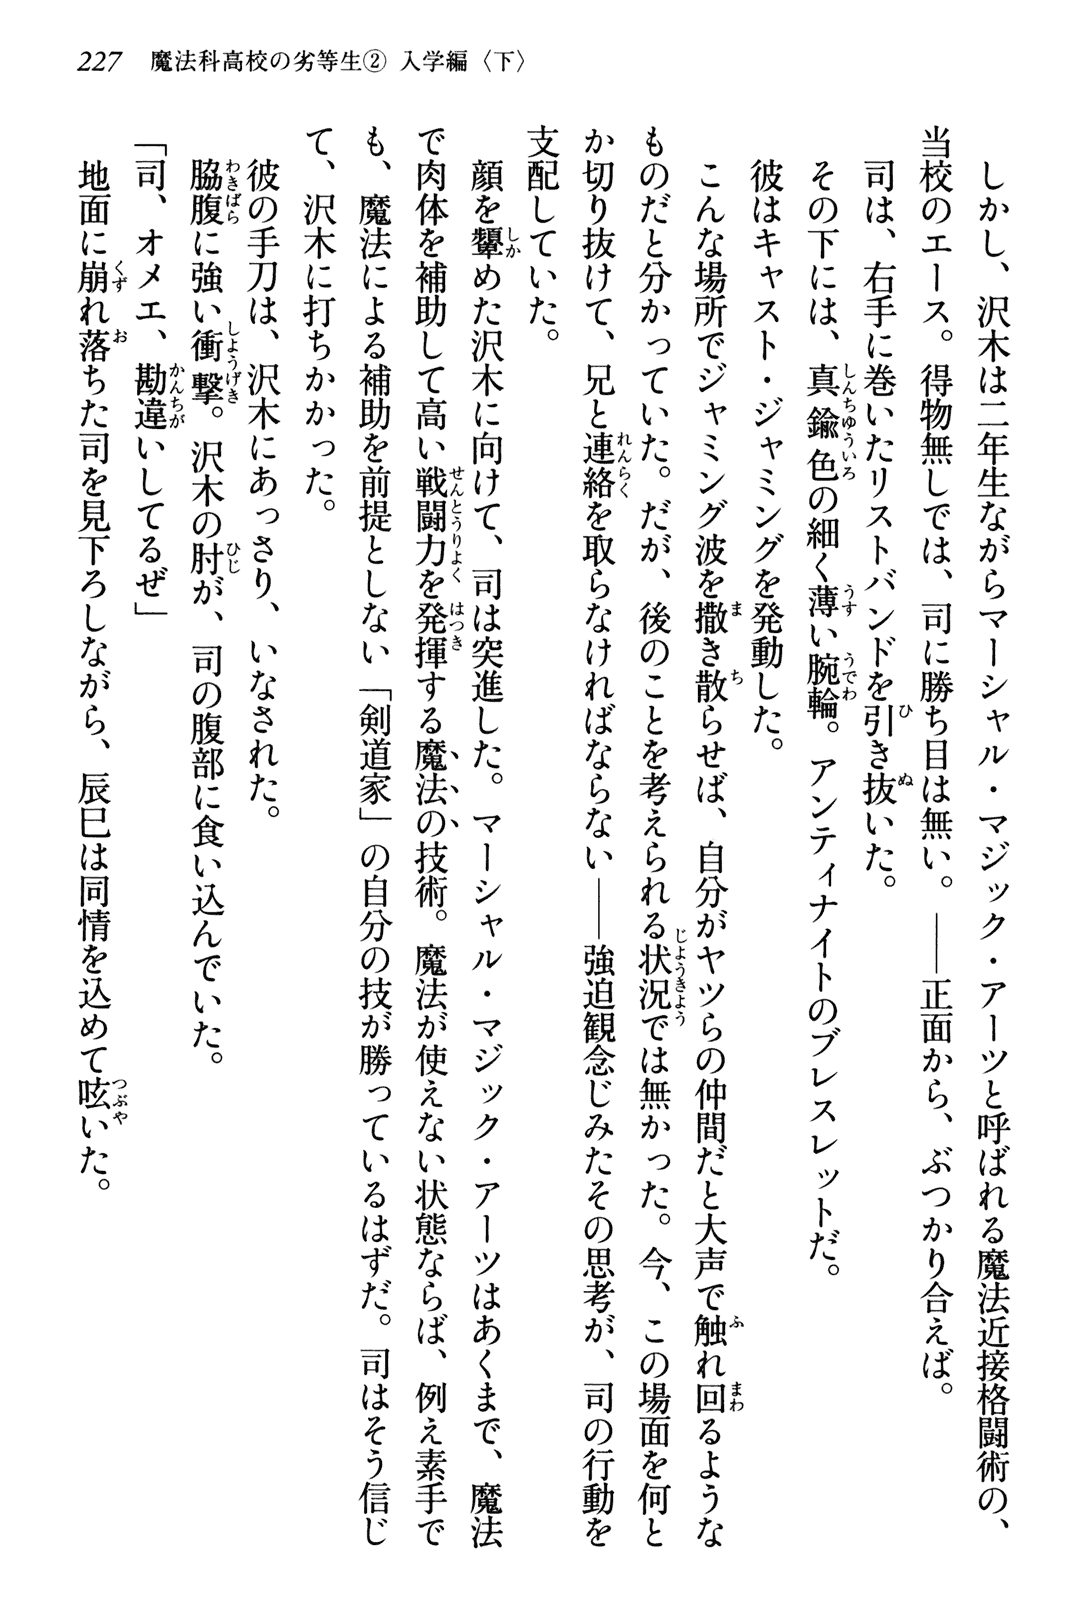 227　魔法科高校の劣等生② 入学編〈下〉
しかし、沢木は二年生ながらマーシャル・マジック・アーツと呼ばれる魔法近接格闘術の、
当校のエース。得物無しでは、司に勝ち目は無い。――正面から、ぶつかり合えば。
司は、右手に巻いたリストバンドを引き抜いた。
その下には、真鍮色の細く薄い腕輪。アンティナイトのブレスレットだ。
彼はキャスト・ジャミングを発動した。
こんな場所でジャミング波を撒き散らせば、自分がヤツらの仲間だと大声で触れ回るような
ものだと分かっていた。だが、後のことを考えられる状況では無かった。今、この場面を何と
か切り抜けて、兄と連絡を取らなければならない――強迫観念じみたその思考が、司の行動を
支配していた。
顔を顰めた沢木に向けて、司は突進した。マーシャル・マジック・アーツはあくまで、魔法
で肉体を補助して高い戦闘力を発揮する魔法の技術。魔法が使えない状態ならば、例え素手で
も、魔法による補助を前提としない「剣道家」の自分の技が勝っているはずだ。司はそう信じ
て、沢木に打ちかかった。
彼の手刀は、沢木にあっさり、いなされた。
脇腹に強い衝撃。沢木の肘が、司の腹部に食い込んでいた。
「司、オメエ、勘違いしてるぜ」
地面に崩れ落ちた司を見下ろしながら、辰巳は同情を込めて呟いた。